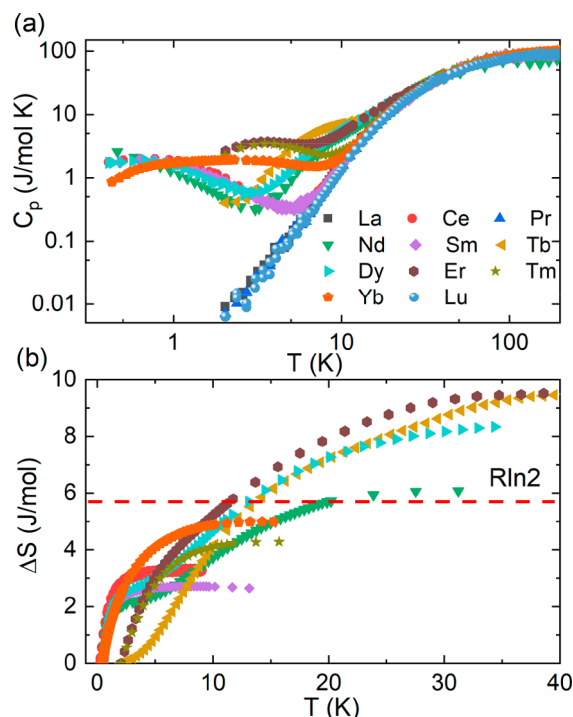 (a)
100
10
1
0.1
0.01
C_p (J/mol K)
La Ce Pr
Nd Sm Tb
Dy Er Tm
Yb Lu
1 10 100
T (K)
(b)
10
8
6
4
2
0
ΔS (J/mol)
Rln2
0 10 20 30 40
T (K)